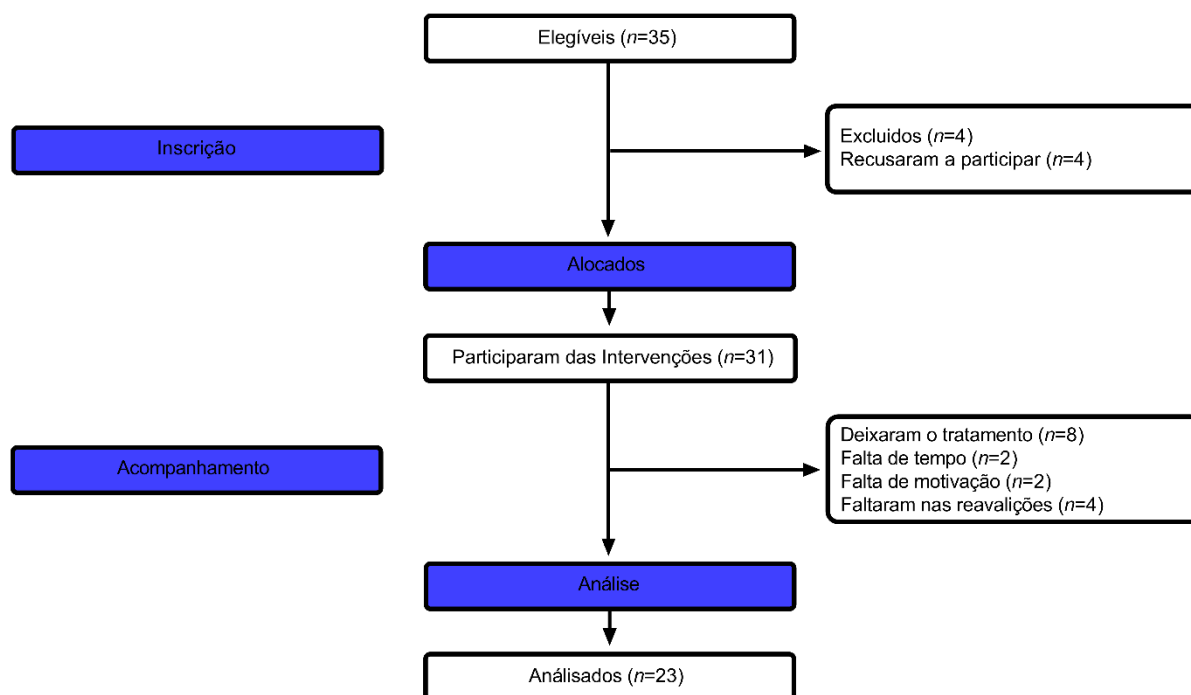 Elegíveis (n=35)
Inscrição
Excluidos (n=4)
Recusaram a participar (n=4)
Alocados
Participaram das Intervenções (n=31)
Acompanhamento
Deixaram o tratamento (n=8)
Falta de tempo (n=2)
Falta de motivação (n=2)
Faltaram nas reavalições (n=4)
Análise
Análisados (n=23)